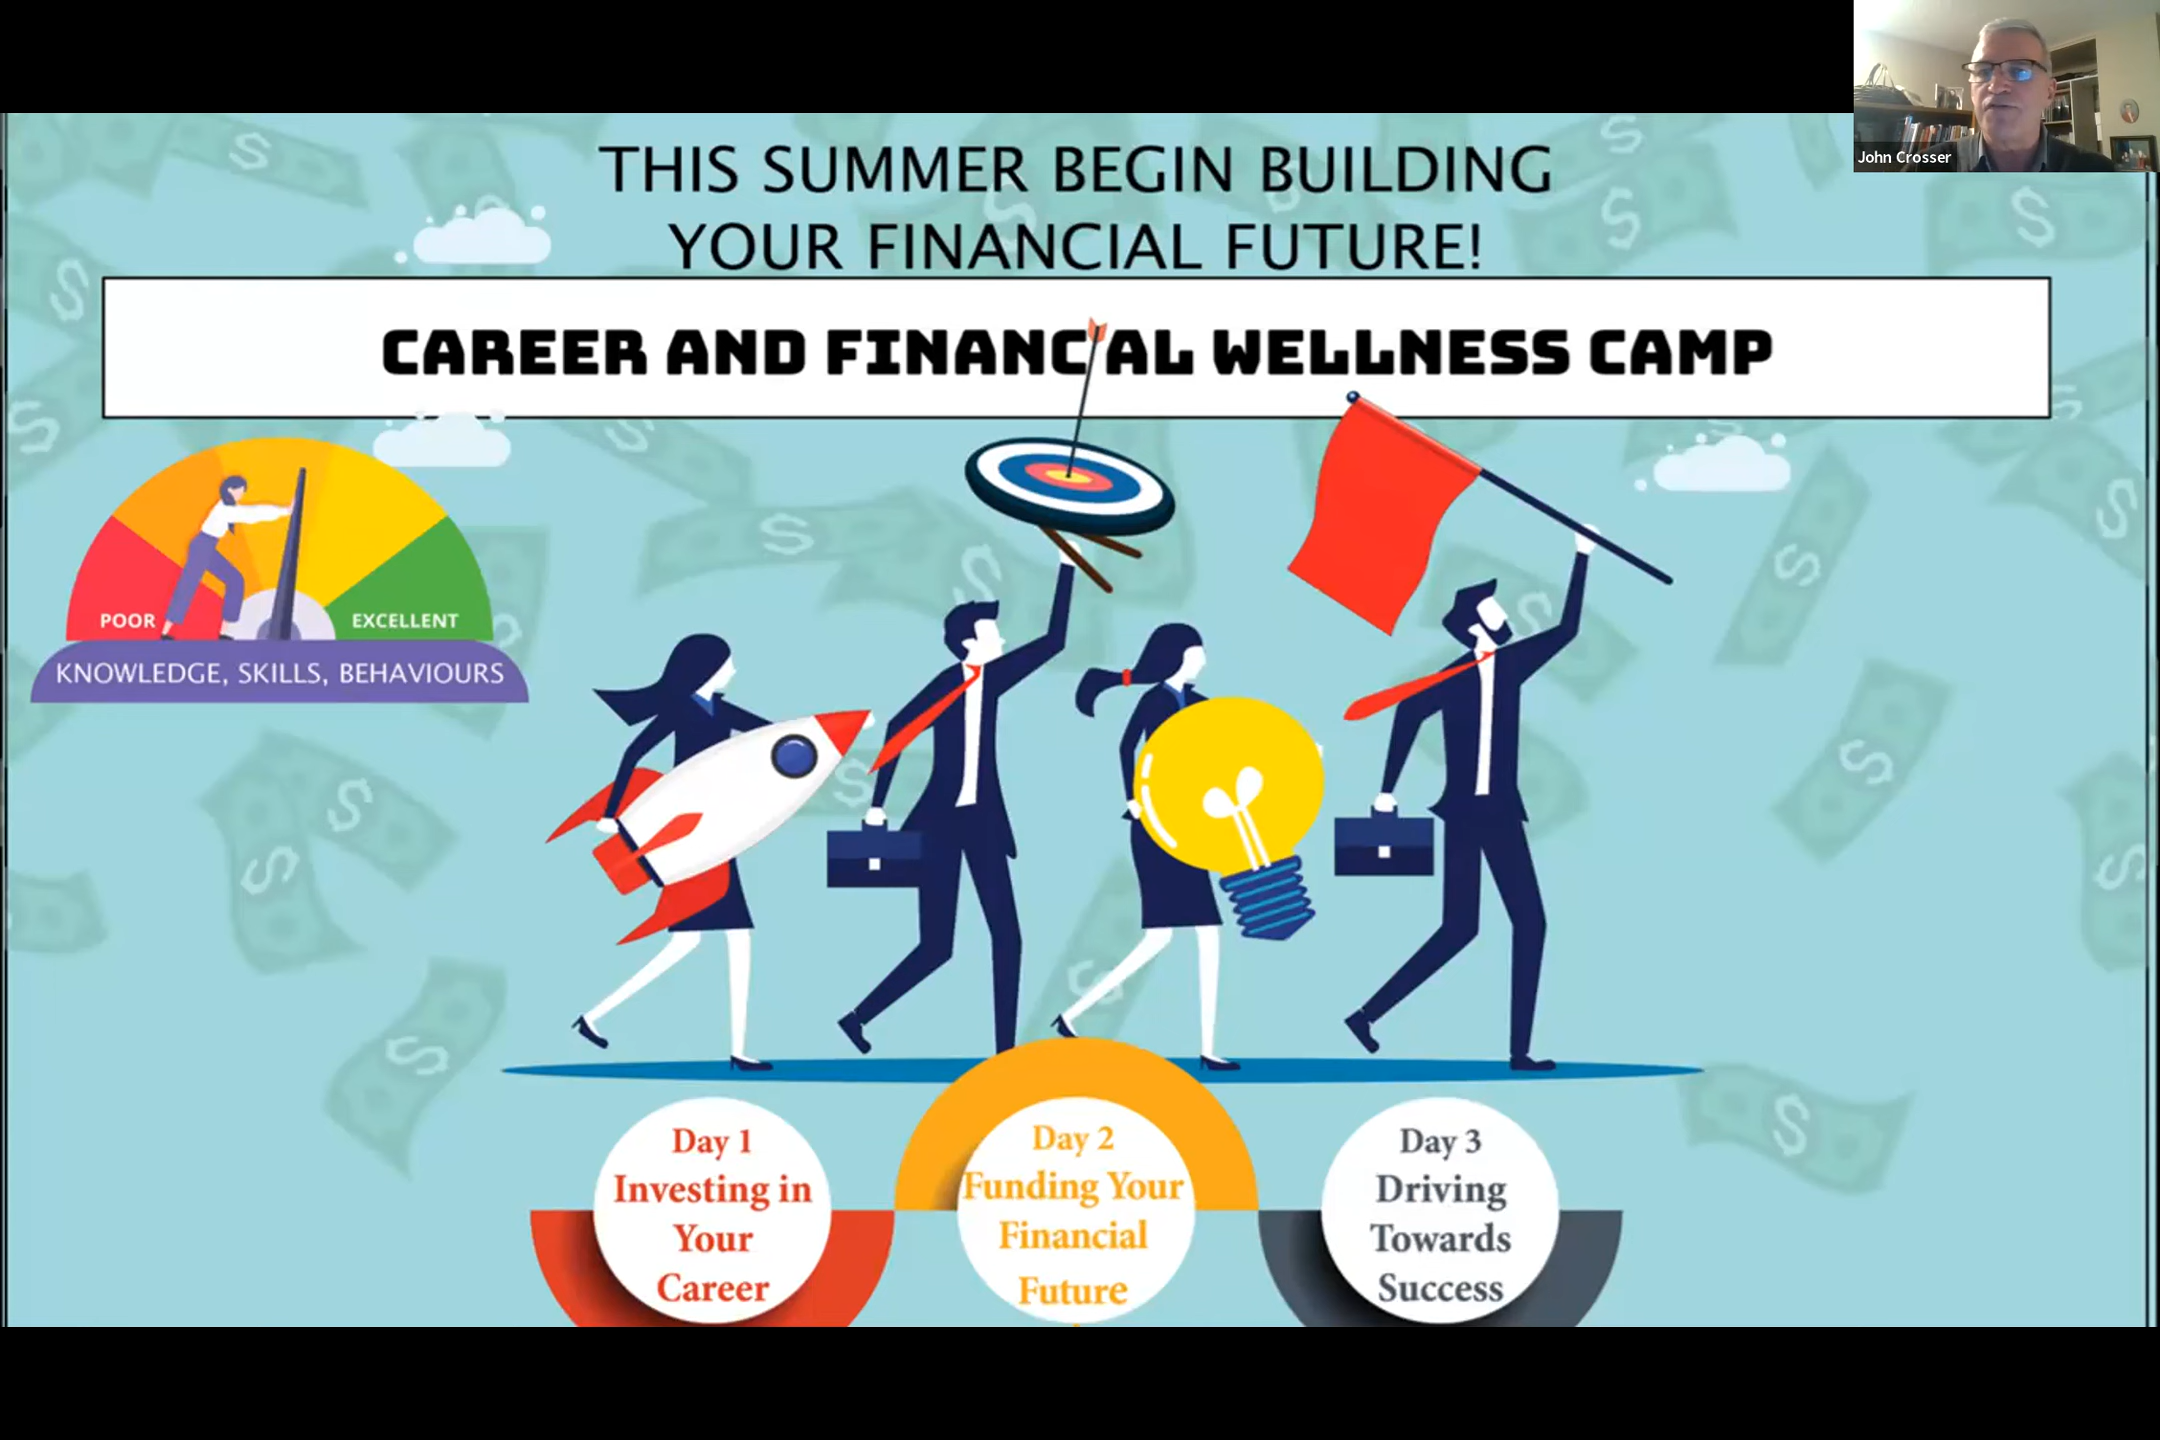 John Crosser
THIS SUMMER BEGIN BUILDING
YOUR FINANCIAL FUTURE!
CAREER AND FINANCIAL WELLNESS CAMP
POOR
EXCELLENT
KNOWLEDGE, SKILLS, BEHAVIOURS
Day 1
Investing in
Your
Career
Day 2
Funding Your
Financial
Future
Day 3
Driving
Towards
Success